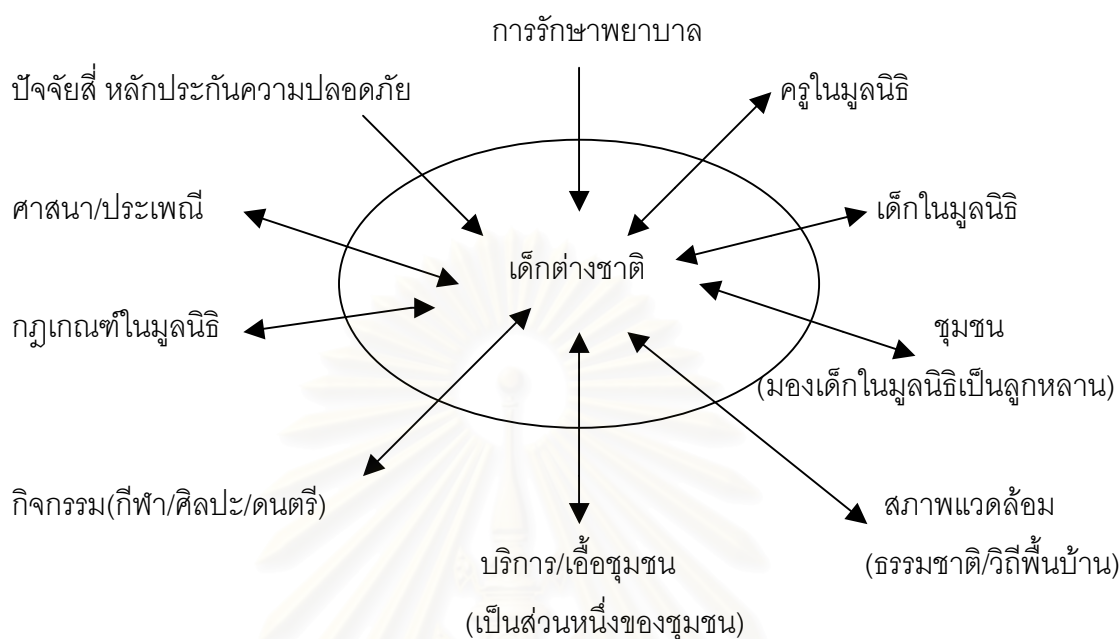 การรักษาพยาบาล
ปัจจัยสี่ หลักประกันความปลอดภัย
ครูในมูลนิธิ
ศาสนา/ประเพณี
เด็กในมูลนิธิ
เด็กต่างชาติ
กฎเกณฑ์ในมูลนิธิ
ชุมชน
(มองเด็กในมูลนิธิเป็นลูกหลาน)
กิจกรรม(กีฬา/ศิลปะ/ดนตรี)
สภาพแวดล้อม
(ธรรมชาติ/วิถีพื้นบ้าน)
บริการ/เอื้อชุมชน
(เป็นส่วนหนึ่งของชุมชน)